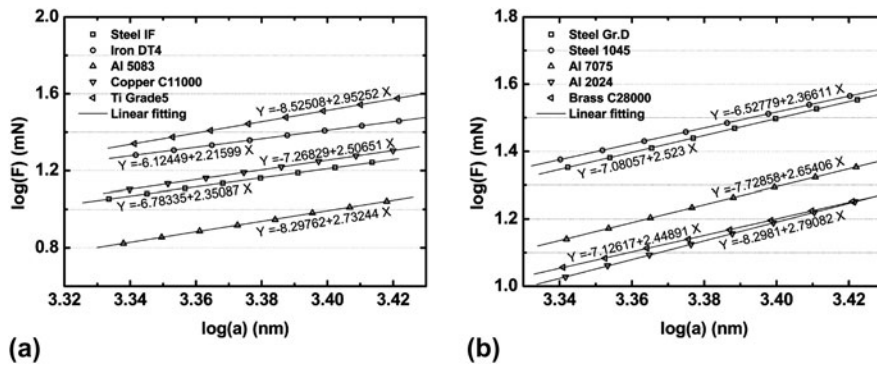 log(F) (mN)
2.0
1.6
1.2
0.8
Steel IF
Iron DT4
Al 5083
Copper C11000
Ti Grade5
Linear fitting
Y=-8.52508+2.95252 X
Y=-6.12449+2.21599 X
Y=-7.26829+2.50651 X
Y=-6.78335+2.35087 X
Y=-8.29762+2.73244 X
3.32 3.34 3.36 3.38 3.40 3.42
log(a) (nm)
(a)
log(F) (mN)
1.8
1.6
1.4
1.2
1.0
Steel Gr.D
Steel 1045
Al 7075
Al 2024
Brass C28000
Linear fitting
Y=-6.52779+2.36611 X
Y=-7.08057+2.523 X
Y=-7.72858+2.65406 X
Y=-7.12617+2.44891 X
Y=-8.2981+2.79082 X
3.34 3.36 3.38 3.40 3.42
log(a) (nm)
(b)